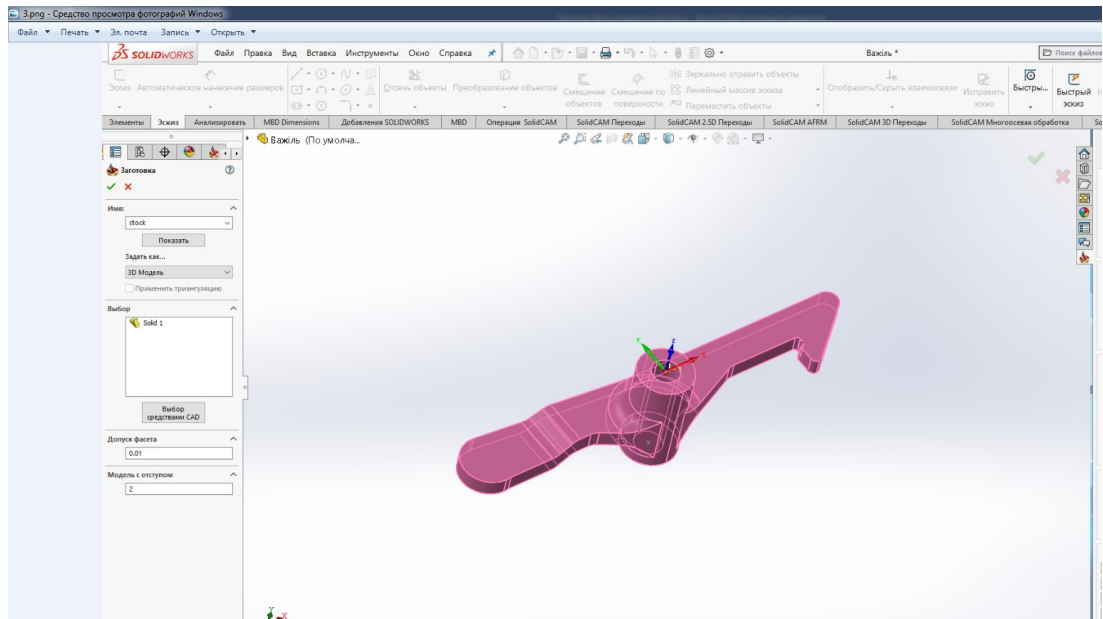 3.png - Средство просмотра фотографий Windows
Файл Печать Эл. почта Запись Открыть
SOLIDWORKS Файл Правка Вид Вставка Инструменты Окно Справка Важіль * Поиск файлов
Эскиз Автоматическое нанесение размеров Отсечь объекты Преобразование объектов Смещение объектов Смещение по поверхности Зеркально отразить объекты Отобразить/Скрыть взаимосвязи Исправить эскиз Быстры... Быстрый эскиз
Линейный массив эскиза
Переместить объекты
Элементы Эскиз Анализировать MBD Dimensions Добавления SOLIDWORKS MBD Операция SolidCAM SolidCAM Переходы SolidCAM 2.5D Переходы SolidCAM AFRM SolidCAM 3D Переходы SolidCAM Многоосевая обработка So
Важіль (По умолча...
Заготовка
Имя:
stock
Показать
Задать как...
3D Модель
Применить триангуляцию
Выбор
Solid 1
Выбор
средствами CAD
Допуск фасета
0.01
Модель с отступом
2
Y Z X
Y X